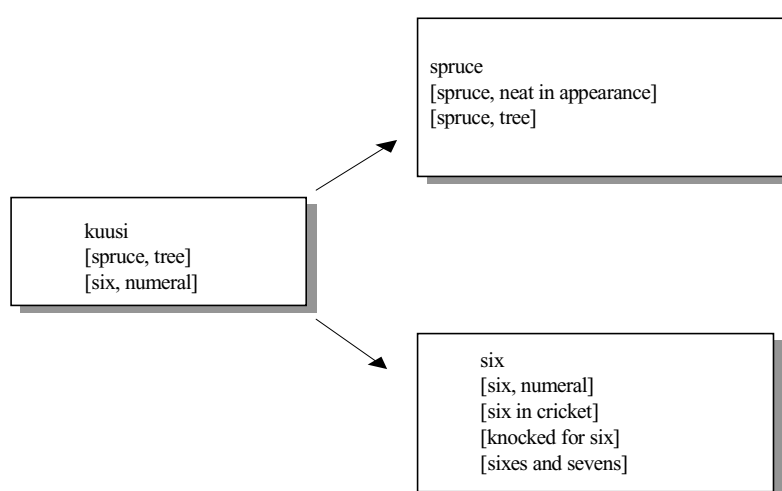 spruce
[spruce, neat in appearance]
[spruce, tree]
kuusi
[spruce, tree]
[six, numeral]
six
[six, numeral]
[six in cricket]
[knocked for six]
[sixes and sevens]